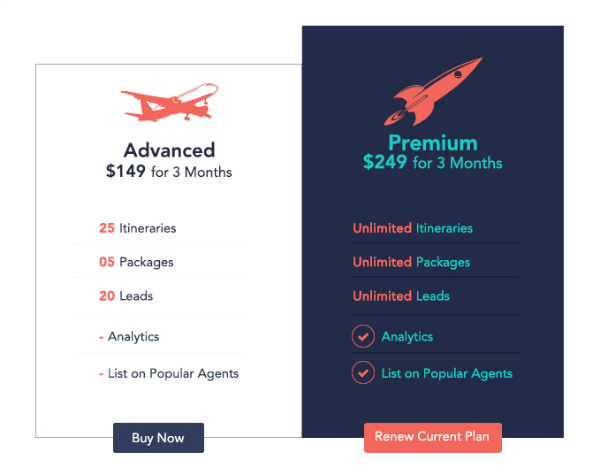 Advanced
$149 for 3 Months
25 Itineraries
05 Packages
20 Leads
- Analytics
- List on Popular Agents
Buy Now
Premium
$249 for 3 Months
Unlimited Itineraries
Unlimited Packages
Unlimited Leads
Analytics
List on Popular Agents
Renew Current Plan